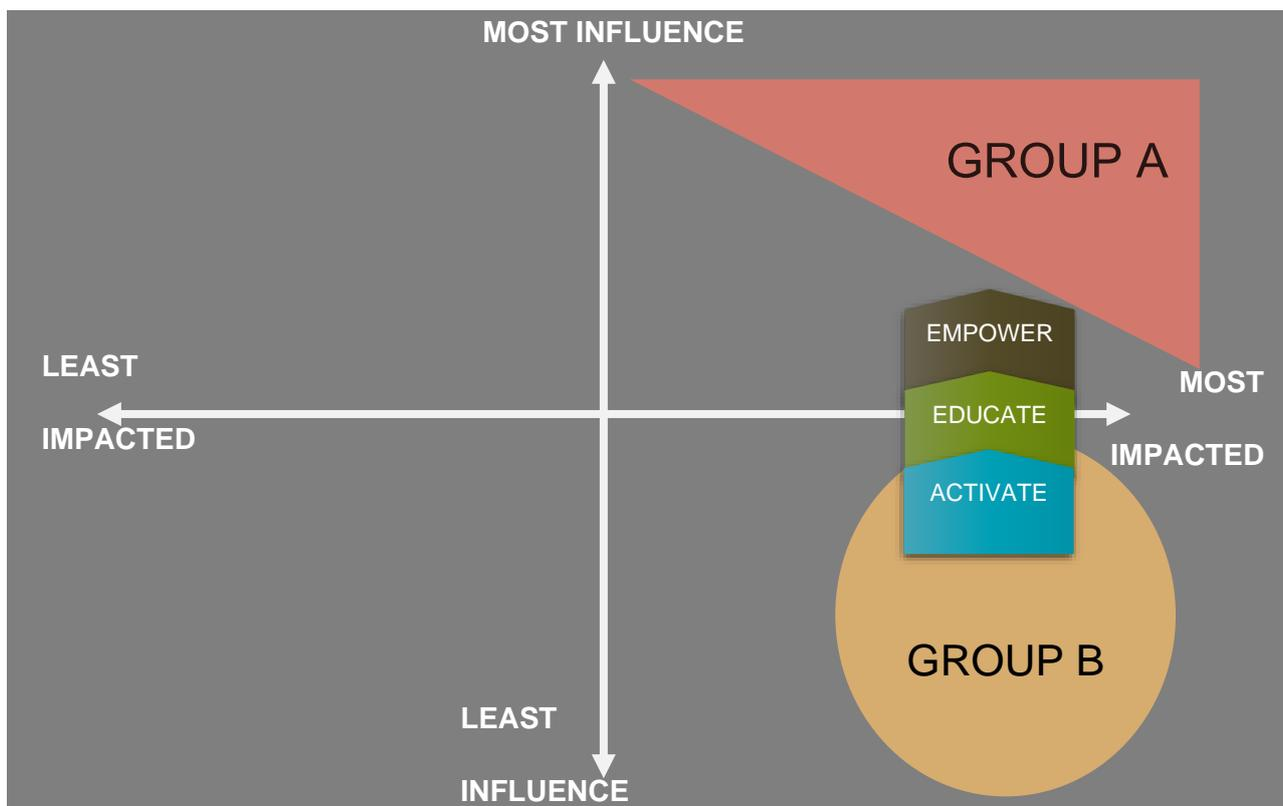 MOST INFLUENCE
GROUP A
EMPOWER
LEAST
IMPACTED
MOST
IMPACTED
EDUCATE
ACTIVATE
GROUP B
LEAST
INFLUENCE